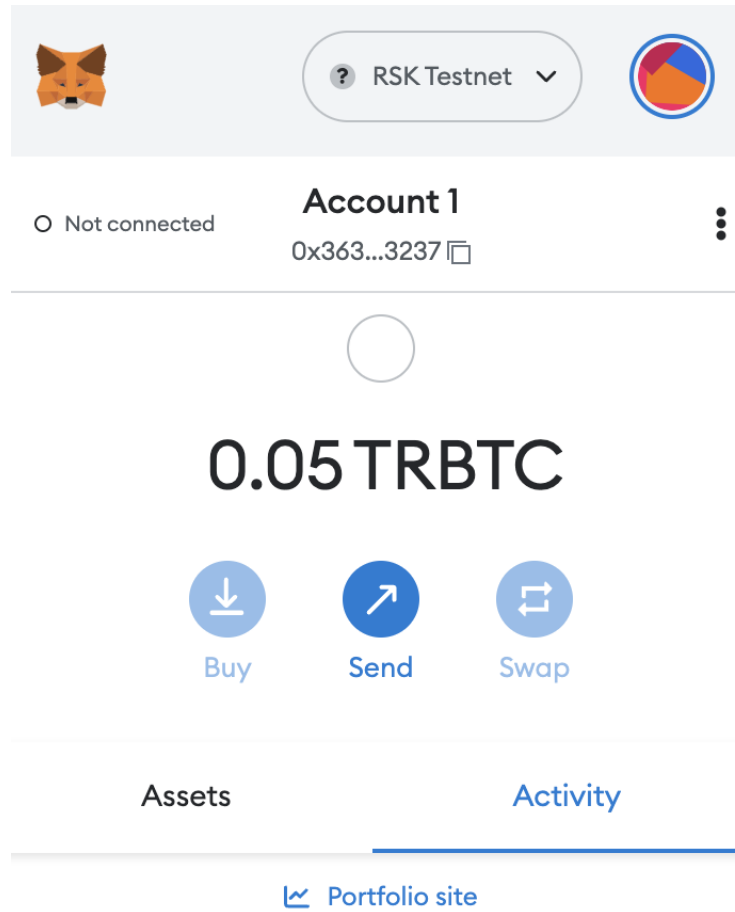 ? RSK Testnet
Account 1
Not connected
0x363...3237
0.05 TRBTC
Buy Send Swap
Assets Activity
Portfolio site